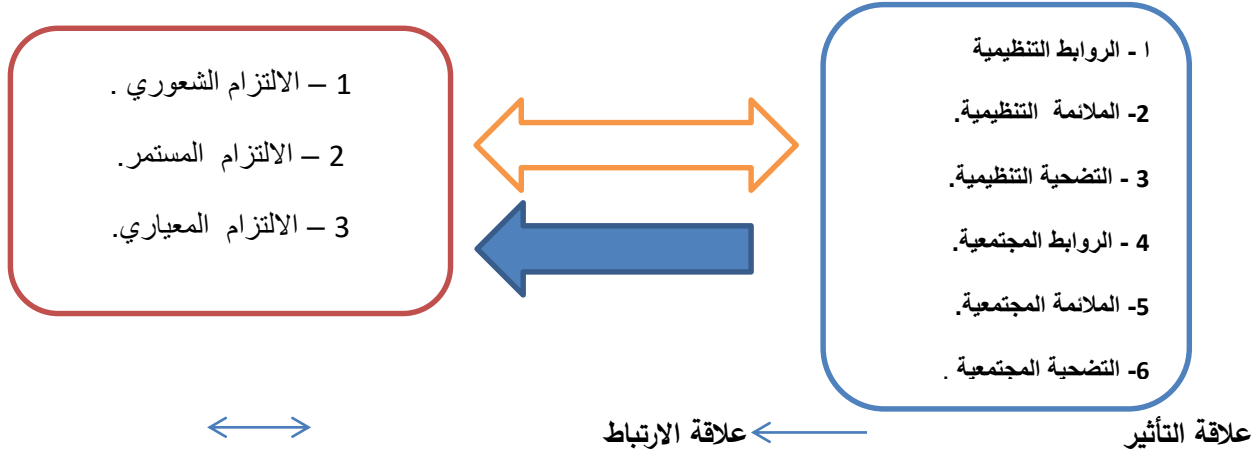 ا - الروابط التنظيمية
2- الملائمة التنظيمية.
3 - التضحية التنظيمية.
4 - الروابط المجتمعية.
5- الملائمة المجتمعية.
6- التضحية المجتمعية .
1 – الالتزام الشعوري .
2 – الالتزام المستمر.
3 – الالتزام المعياري.
علاقة التأثير
علاقة الارتباط